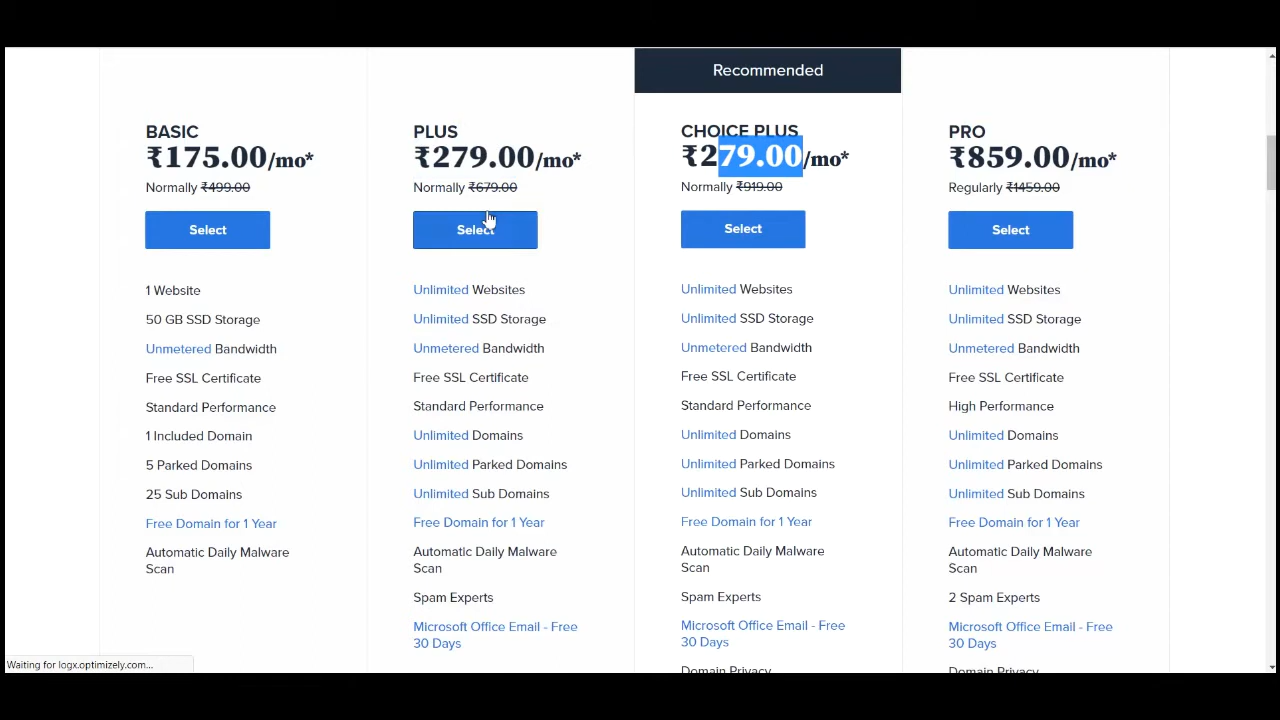 Recommended
BASIC
₹175.00/mo*
Normally ₹499.00
Select
1 Website
50 GB SSD Storage
Unmetered Bandwidth
Free SSL Certificate
Standard Performance
1 Included Domain
5 Parked Domains
25 Sub Domains
Free Domain for 1 Year
Automatic Daily Malware
Scan
PLUS
₹279.00/mo*
Normally ₹679.00
Select
Unlimited Websites
Unlimited SSD Storage
Unmetered Bandwidth
Free SSL Certificate
Standard Performance
Unlimited Domains
Unlimited Parked Domains
Unlimited Sub Domains
Free Domain for 1 Year
Automatic Daily Malware
Scan
Spam Experts
Microsoft Office Email - Free
30 Days
CHOICE PLUS
₹279.00/mo*
Normally ₹919.00
Select
Unlimited Websites
Unlimited SSD Storage
Unmetered Bandwidth
Free SSL Certificate
Standard Performance
Unlimited Domains
Unlimited Parked Domains
Unlimited Sub Domains
Free Domain for 1 Year
Automatic Daily Malware
Scan
Spam Experts
Microsoft Office Email - Free
30 Days
Domain Privacy
PRO
₹859.00/mo*
Regularly ₹1459.00
Select
Unlimited Websites
Unlimited SSD Storage
Unmetered Bandwidth
Free SSL Certificate
High Performance
Unlimited Domains
Unlimited Parked Domains
Unlimited Sub Domains
Free Domain for 1 Year
Automatic Daily Malware
Scan
2 Spam Experts
Microsoft Office Email - Free
30 Days
Domain Privacy
Waiting for logx.optimizely.com...